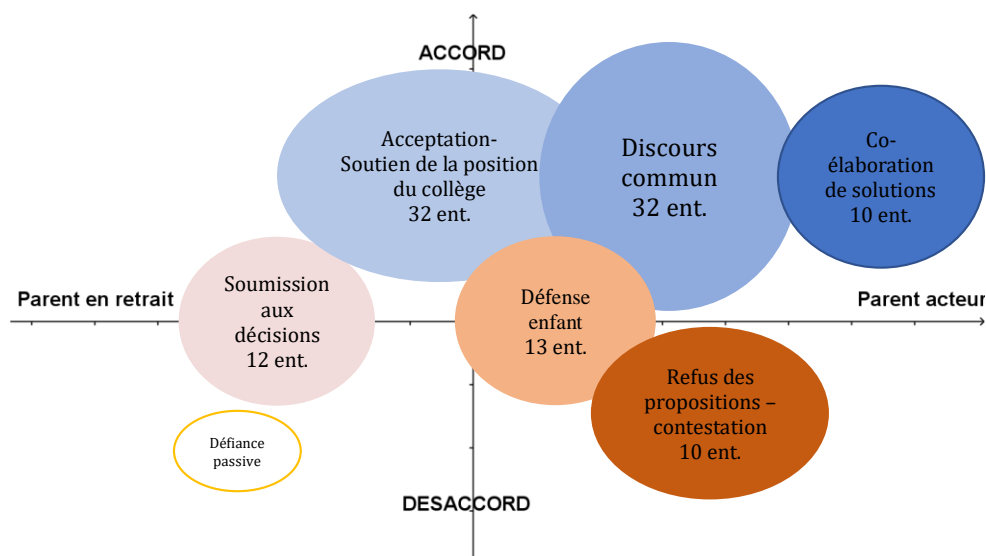 ACCORD
Acceptation-
Soutien de la position
du collège
32 ent.
Discours
commun
32 ent.
Co-
élaboration
de solutions
10 ent.
Parent en retrait
Soumission
aux
décisions
12 ent.
Défense
enfant
13 ent.
Parent acteur
Refus des
propositions –
contestation
10 ent.
Défiance
passive
DESACCORD